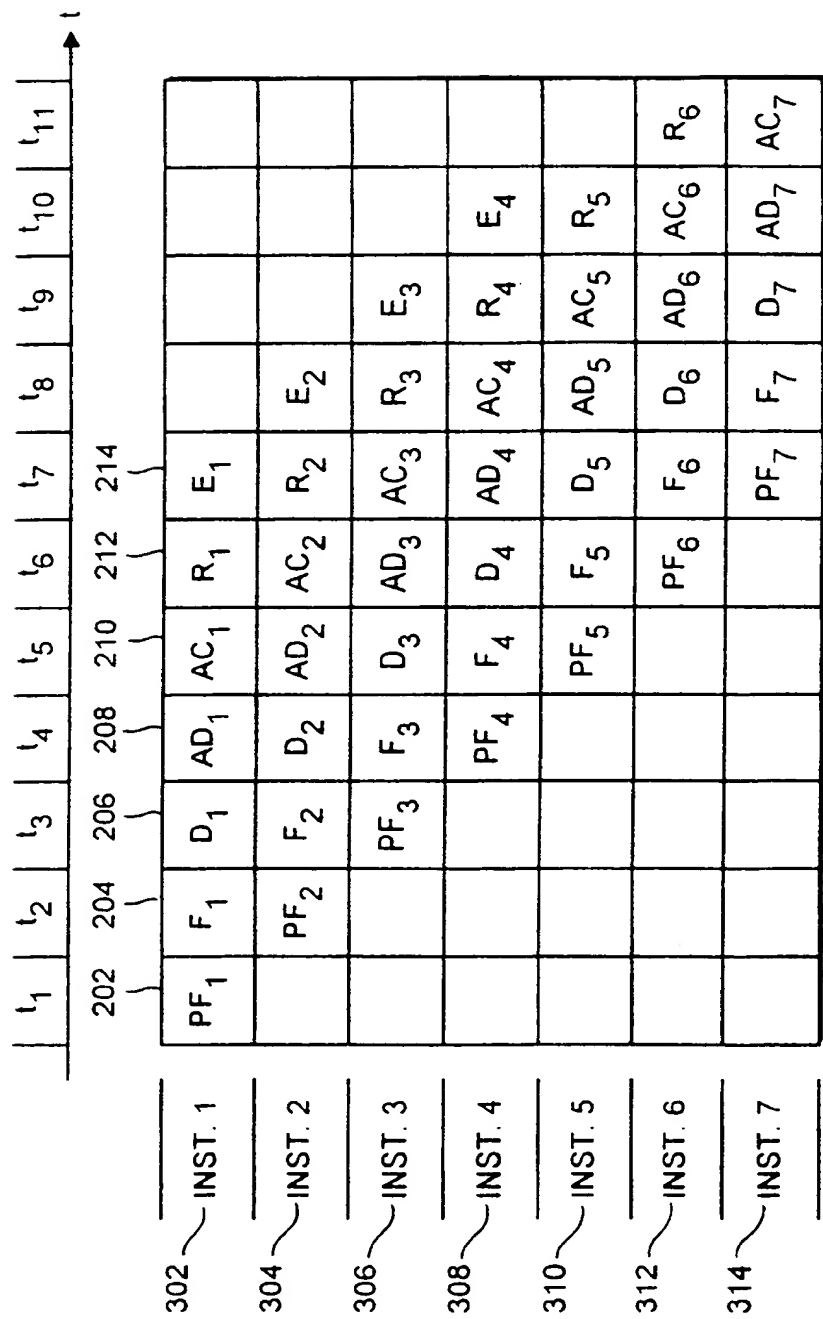 t₁ t₂ t₃ t₄ t₅ t₆ t₇ t₈ t₉ t₁₀ t₁₁ t
202 204 206 208 210 212 214
302 INST. 1 PF₁ F₁ D₁ AD₁ AC₁ R₁ E₁
304 INST. 2 PF₂ F₂ D₂ AD₂ AC₂ R₂ E₂
306 INST. 3 PF₃ F₃ D₃ AD₃ AC₃ R₃ E₃
308 INST. 4 PF₄ F₄ D₄ AD₄ AC₄ R₄ E₄
310 INST. 5 PF₅ F₅ D₅ AD₅ AC₅ R₅
312 INST. 6 PF₆ F₆ D₆ AD₆ AC₆ R₆
314 INST. 7 PF₇ F₇ D₇ AD₇ AC₇